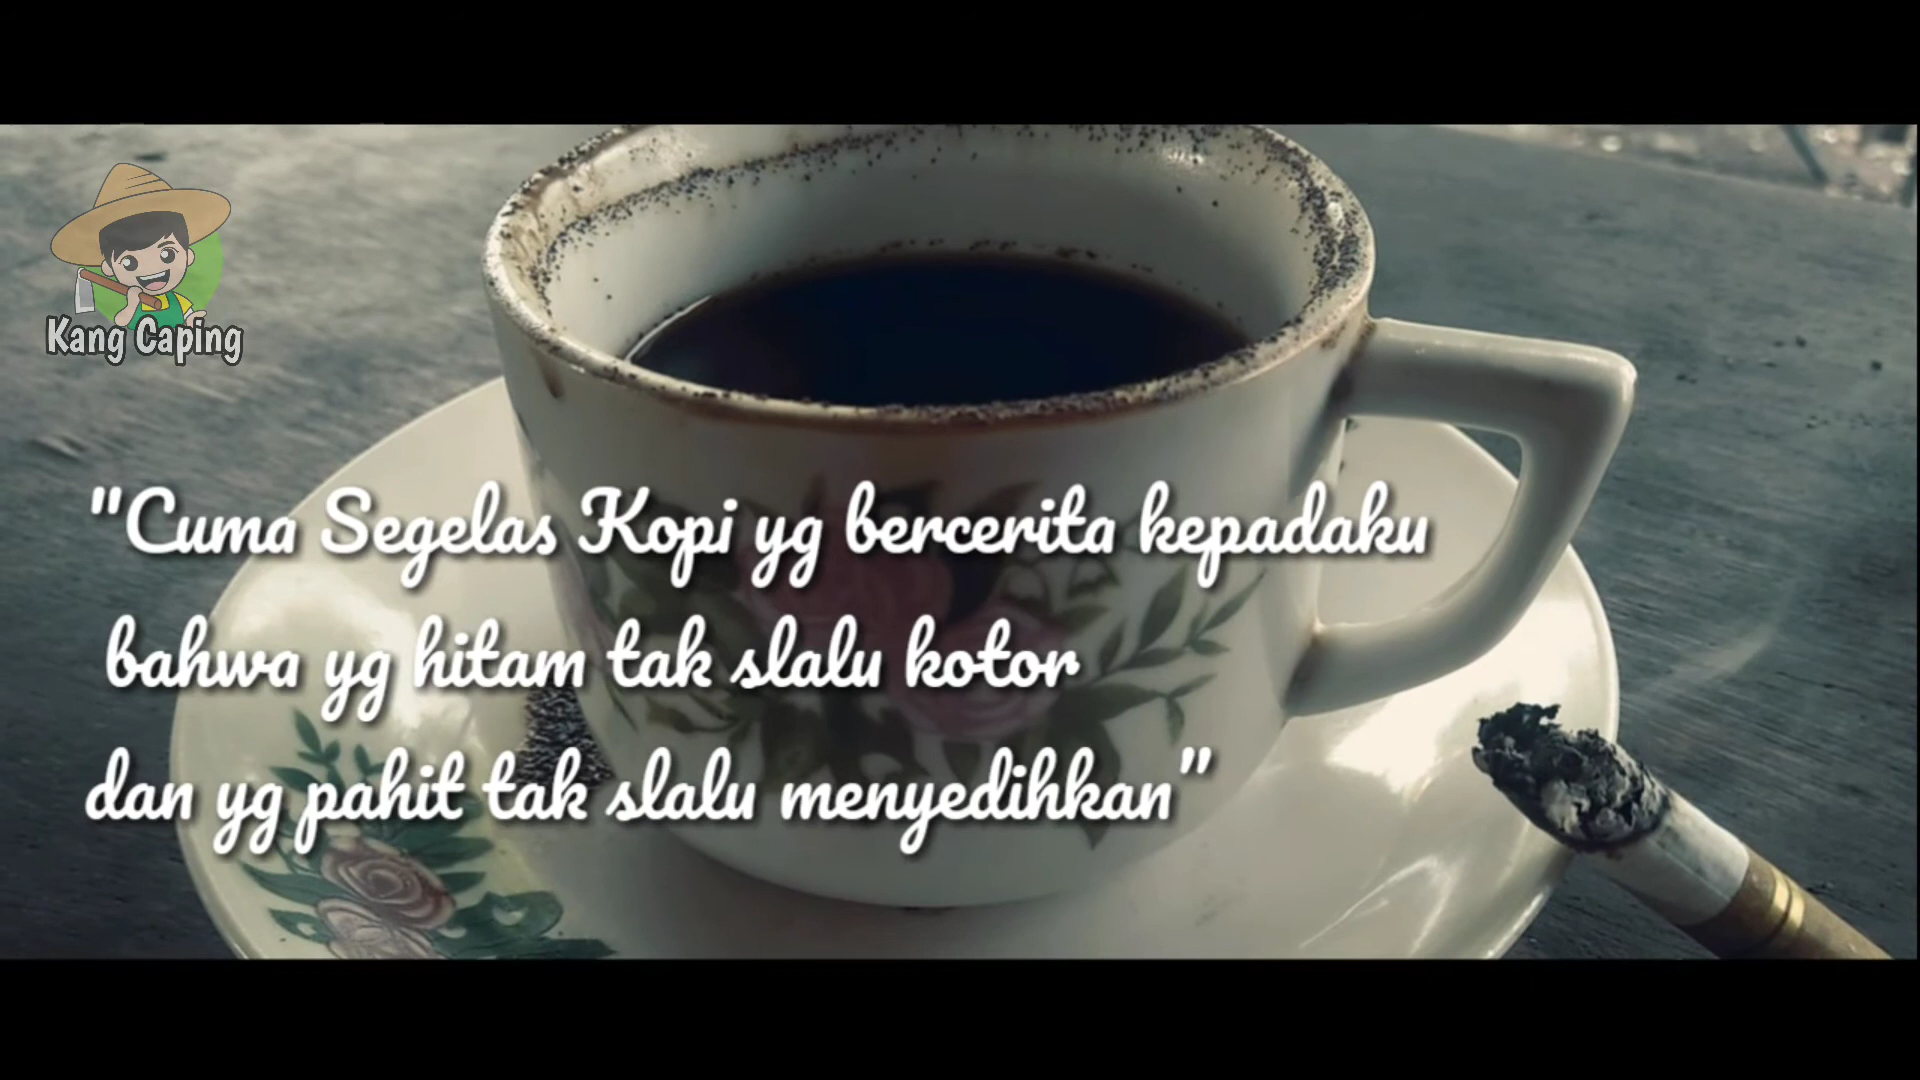 Kang Caping
"Cuma Segelas Kopi yg bercerita kepadaku
bahwa yg hitam tak slalu kotor
dan yg pahit tak slalu menyedihkan"